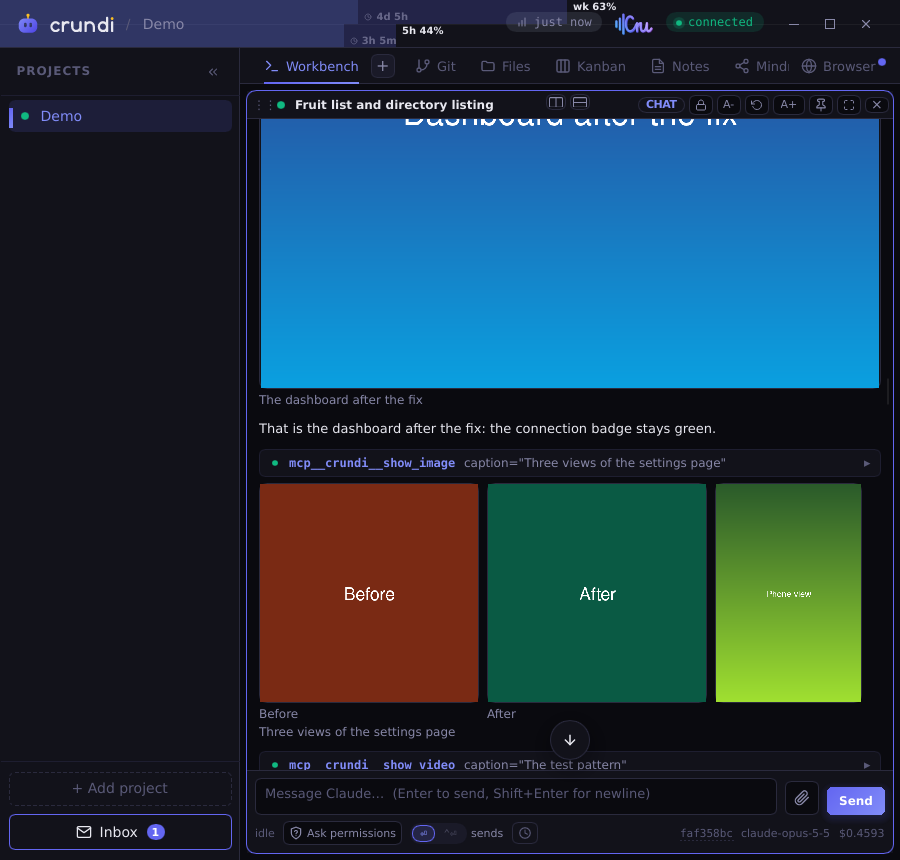 crundi / Demo
4d 5h
3h 5m
5h 44%
wk 63%
just now
Cru
connected
PROJECTS
«
Demo
+ Add project
Inbox 1
Workbench
+
Git
Files
Kanban
Notes
Browser
Fruit list and directory listing
CHAT
A-
A+
Dashboard after the fix
The dashboard after the fix
That is the dashboard after the fix: the connection badge stays green.
mcp__crundi__show_image caption="Three views of the settings page"
Before
After
Phone view
Before
After
Three views of the settings page
mcp__crundi__show_video caption="The test pattern"
Message Claude... (Enter to send, Shift+Enter for newline)
Send
idle
Ask permissions
sends
faf358bc claude-opus-5-5 $0.4593